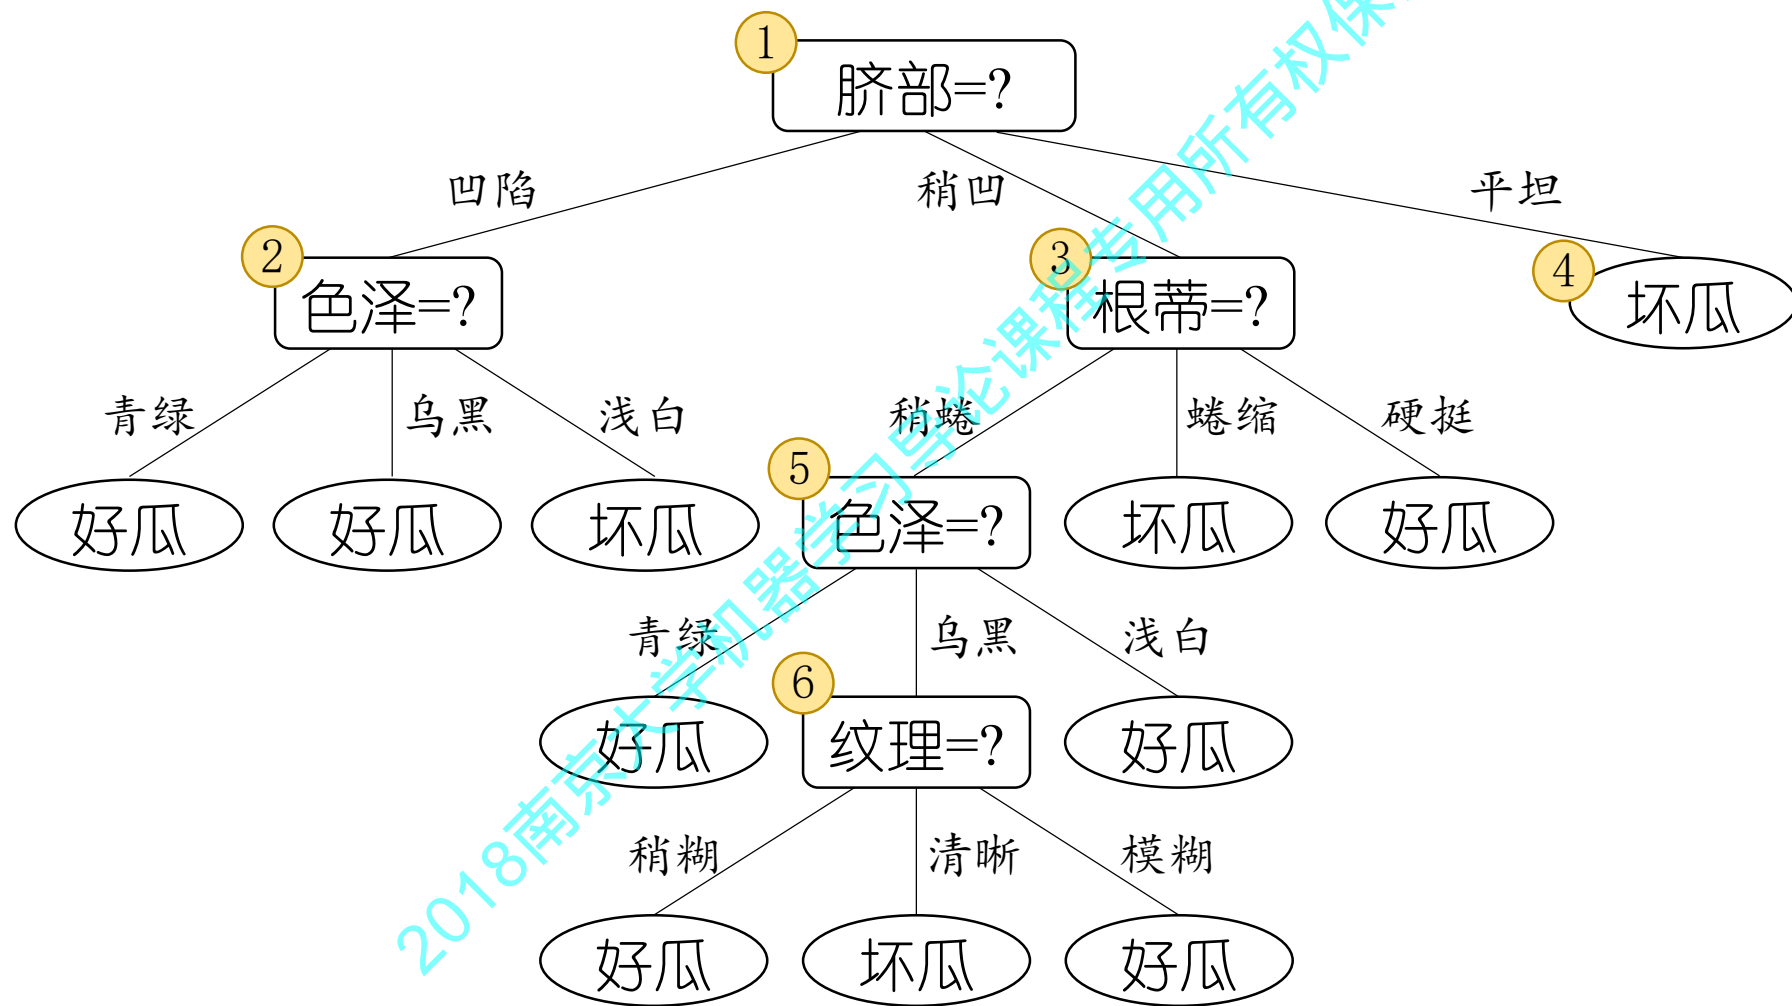 1
脐部=?
凹陷
稍凹
平坦
2
色泽=?
3
根蒂=?
4
坏瓜
青绿
乌黑
浅白
稍蜷
蜷缩
硬挺
好瓜
好瓜
坏瓜
5
色泽=?
坏瓜
好瓜
青绿
乌黑
浅白
好瓜
6
纹理=?
好瓜
稍糊
清晰
模糊
好瓜
坏瓜
好瓜
2018南京大学机器学习导论课程专用所有权保